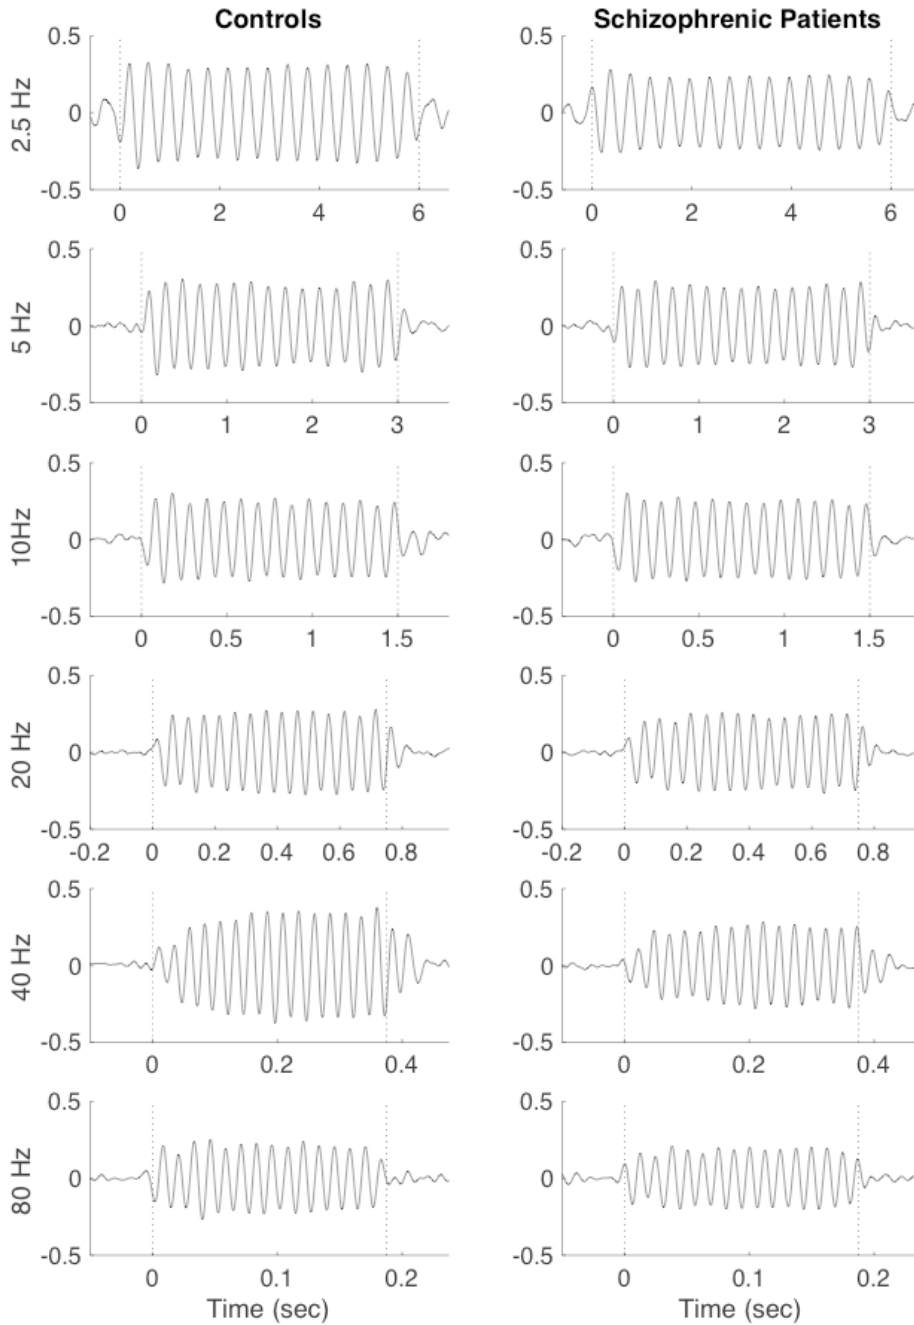 Controls Schizophrenic Patients
2.5 Hz
0.5 0.5
0 0
-0.5 -0.5
0 2 4 6 0 2 4 6
5 Hz
0.5 0.5
0 0
-0.5 -0.5
0 1 2 3 0 1 2 3
10Hz
0.5 0.5
0 0
-0.5 -0.5
0 0.5 1 1.5 0 0.5 1 1.5
20 Hz
0.5 0.5
0 0
-0.5 -0.5
-0.2 0 0.2 0.4 0.6 0.8 -0.2 0 0.2 0.4 0.6 0.8
40 Hz
0.5 0.5
0 0
-0.5 -0.5
0 0.2 0.4 0 0.2 0.4
80 Hz
0.5 0.5
0 0
-0.5 -0.5
0 0.1 0.2 0 0.1 0.2
Time (sec) Time (sec)